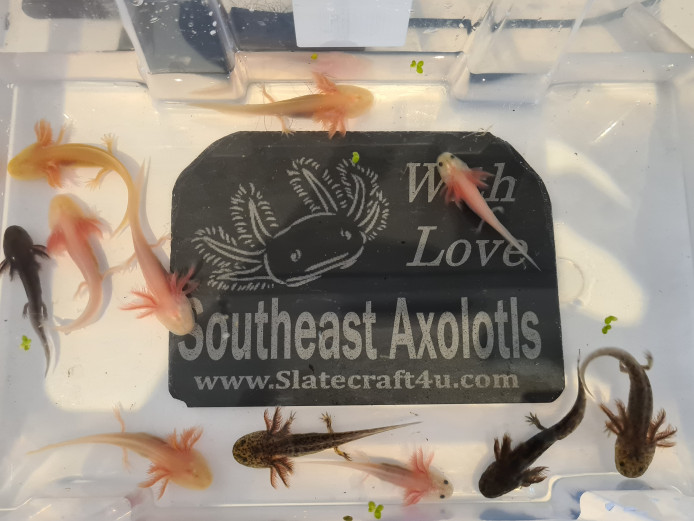 With
Love
Southeast Axolotls
www.Slatecraft4u.com